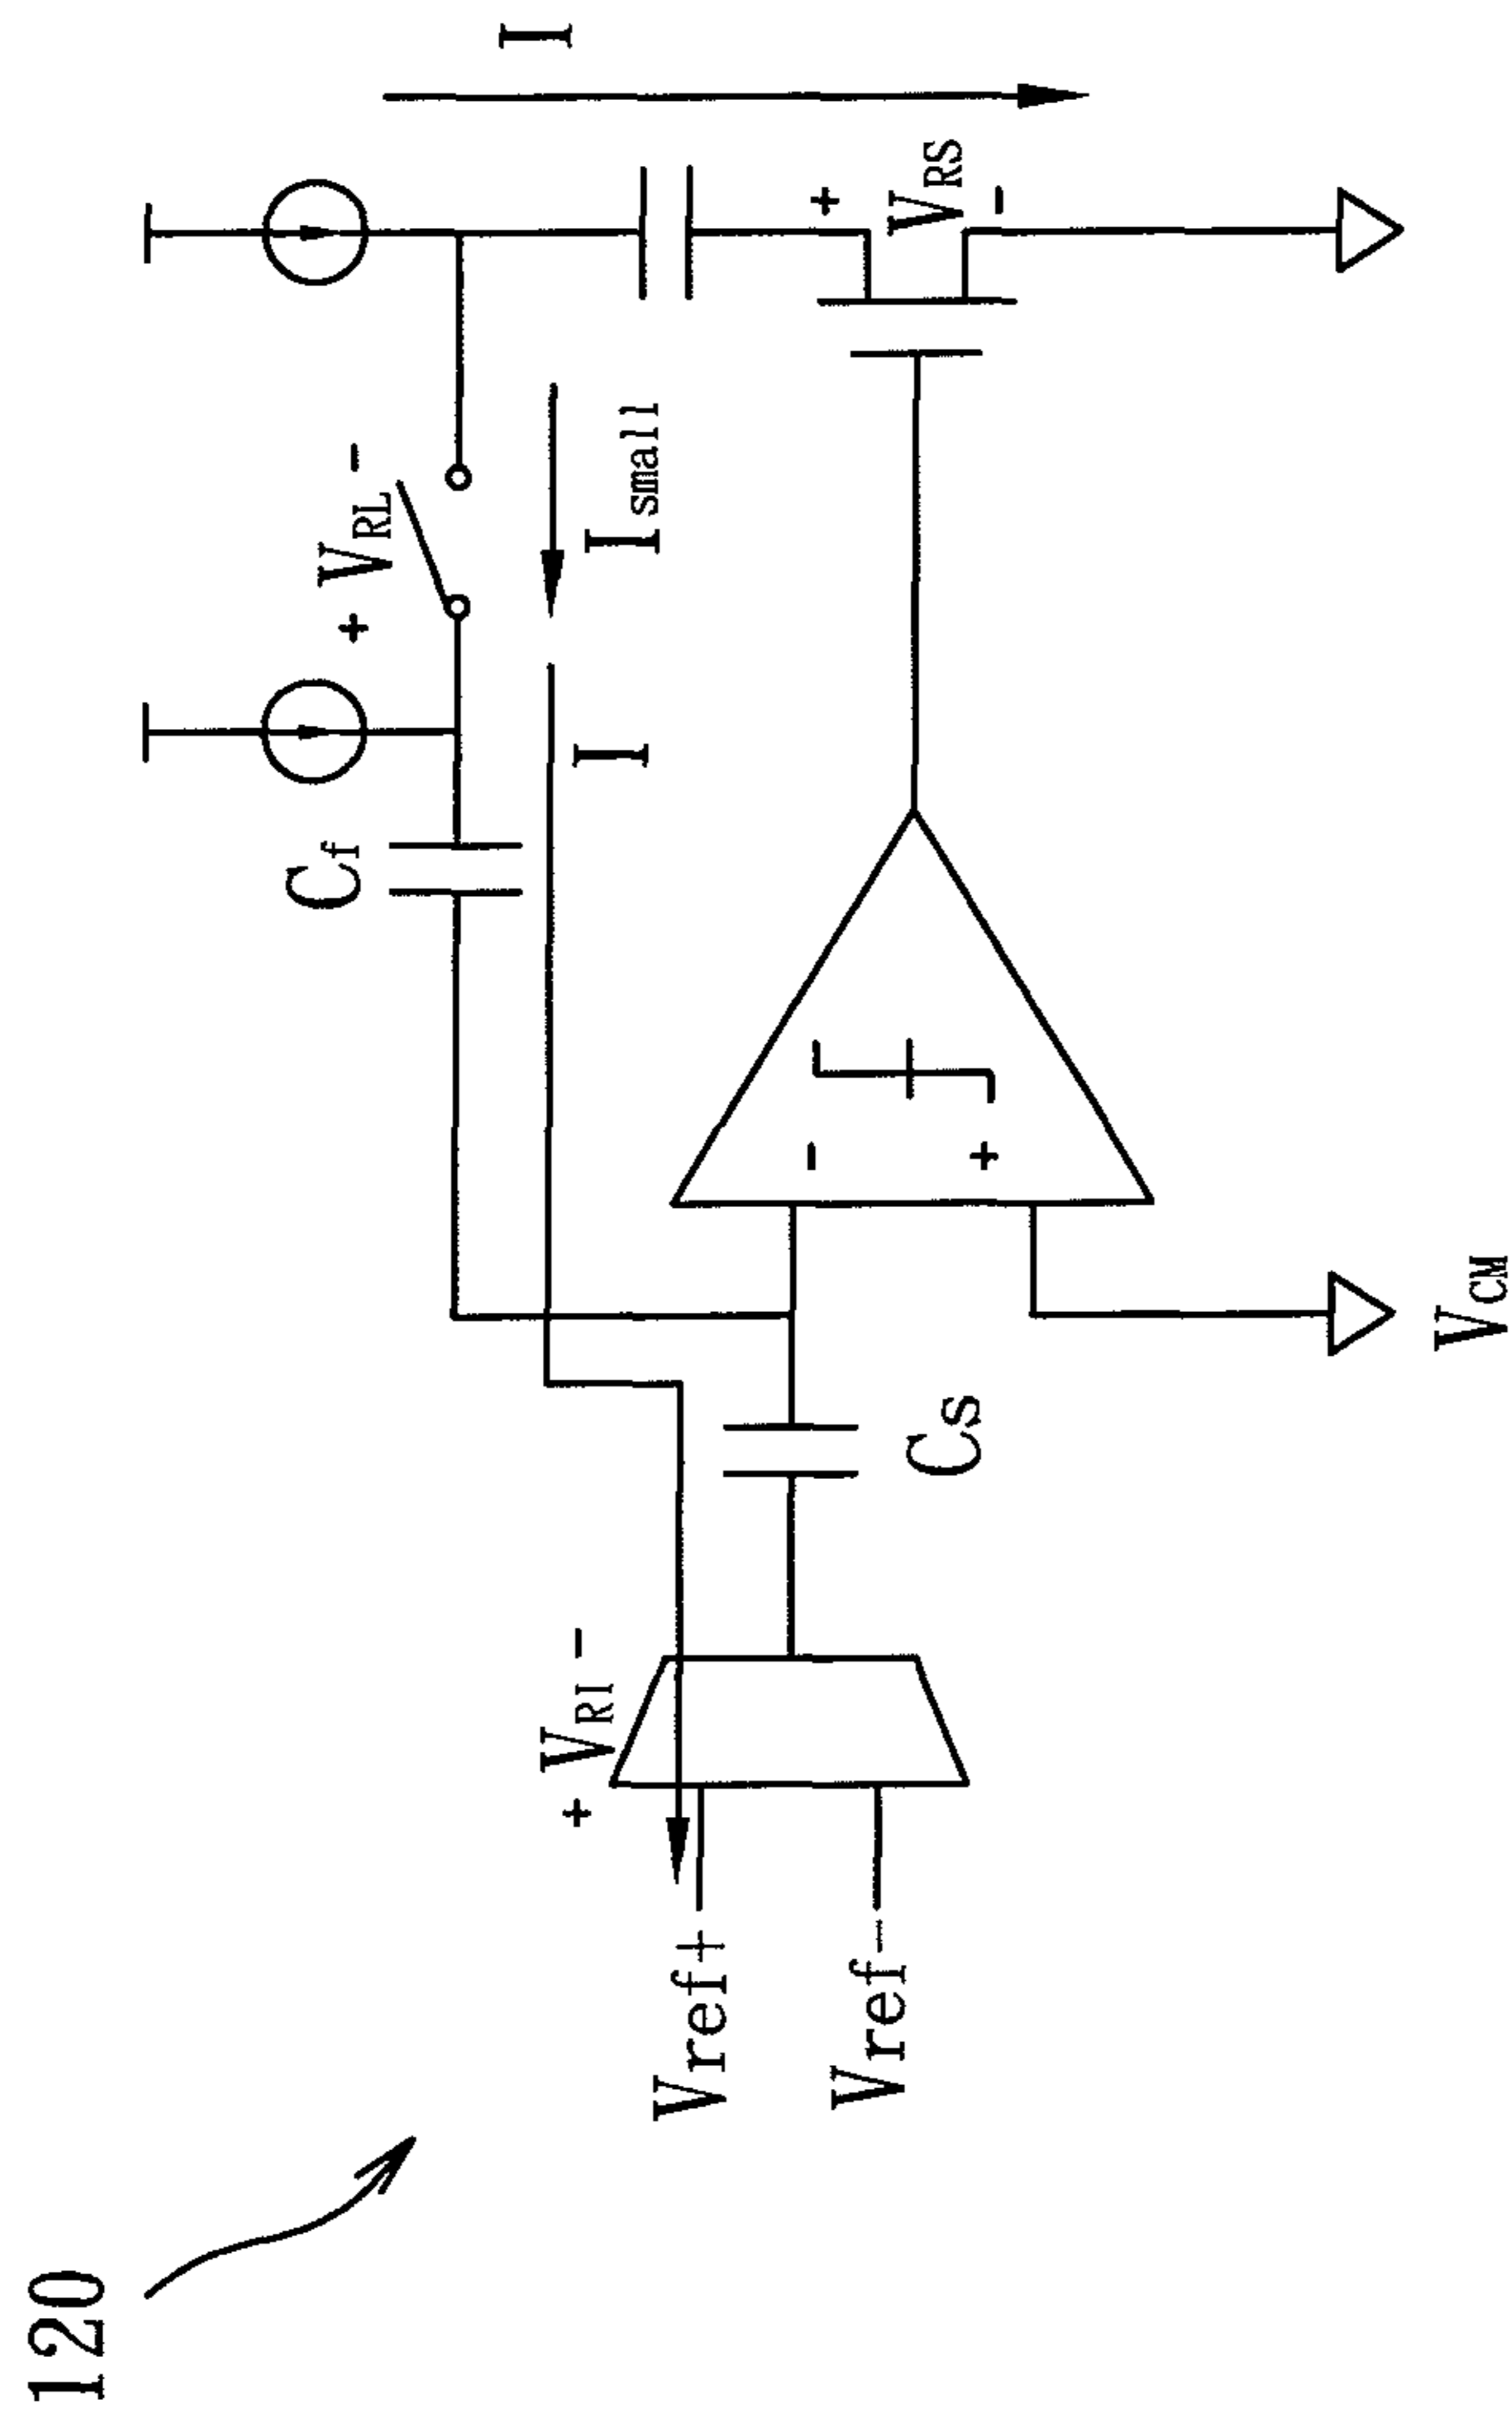 120
I
+ VRL -
Cf
Ismall
I
+
VRS
-
+ VRI -
-
+
Vref+
Vref-
Cs
VCM